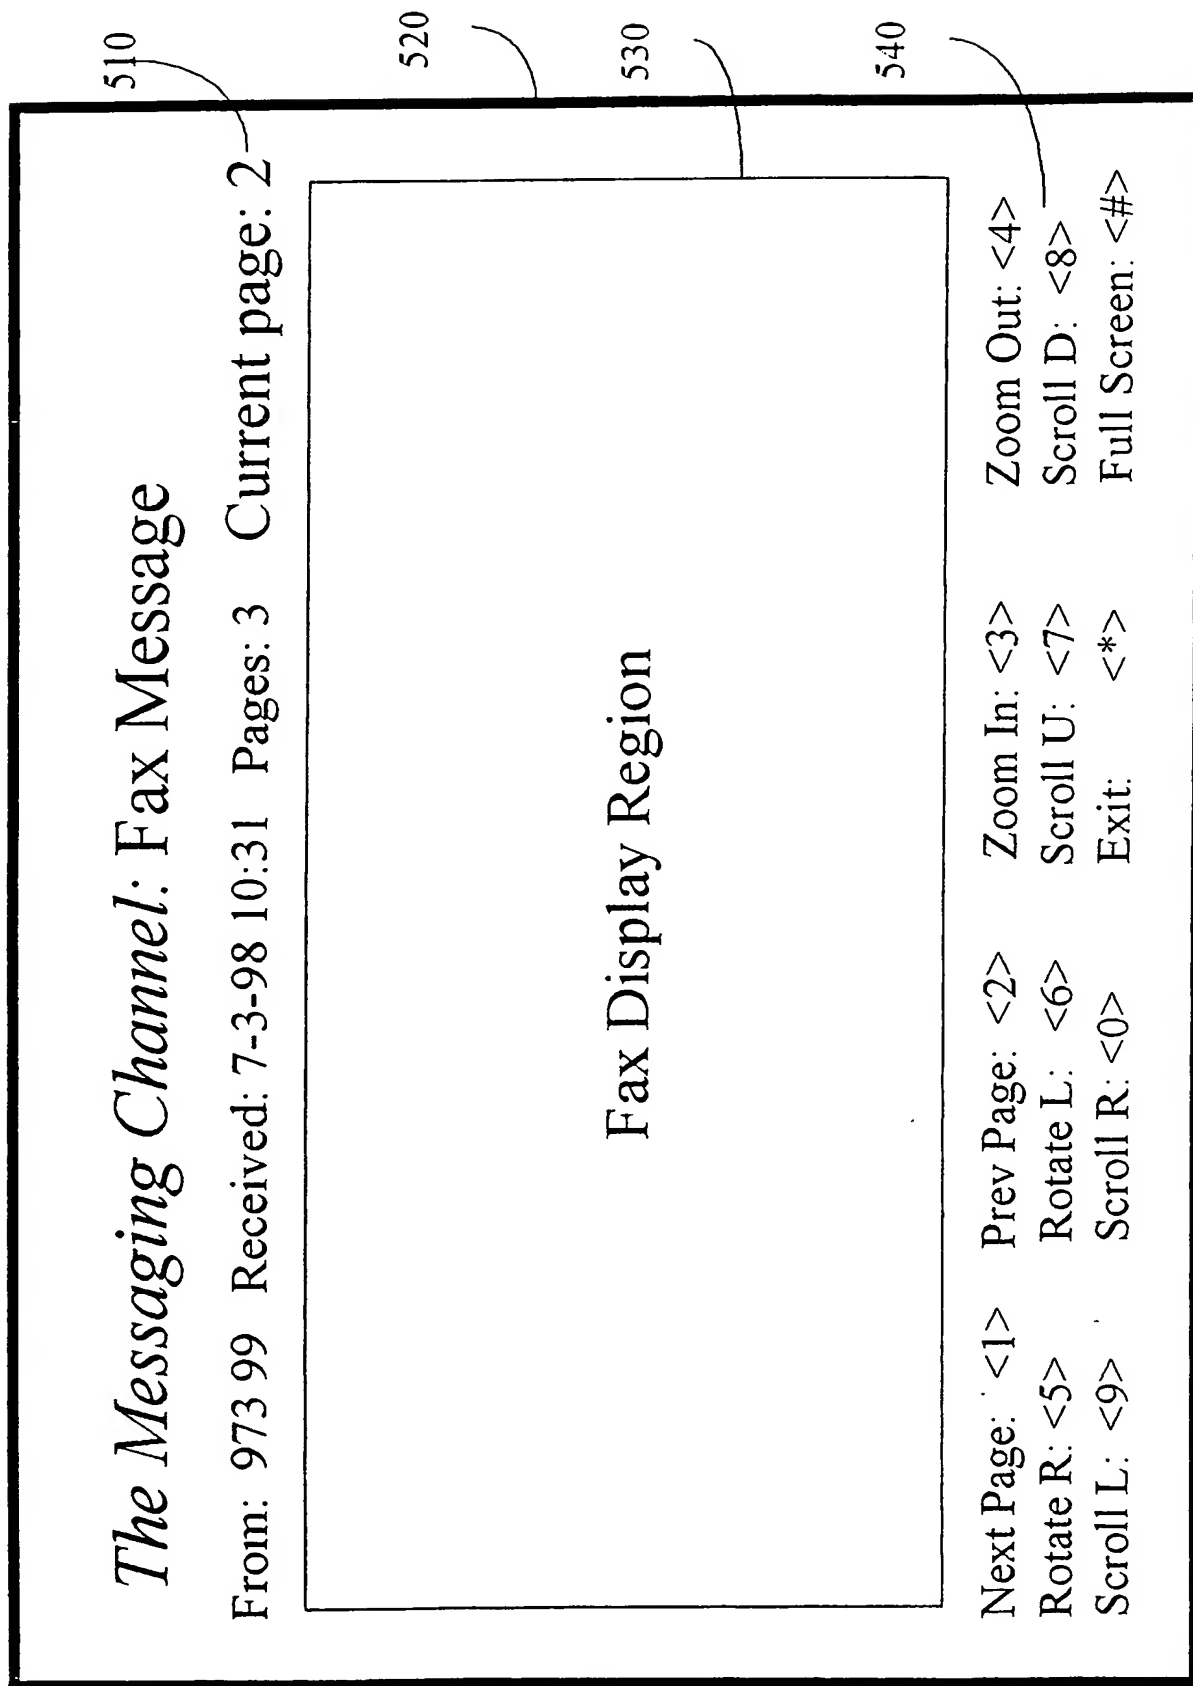 The Messaging Channel: Fax Message
From: 973 99 Received: 7-3-98 10:31 Pages: 3 Current page: 2
Fax Display Region
Next Page: <1> Prev Page: <2> Zoom In: <3> Zoom Out: <4>
Rotate R: <5> Rotate L: <6> Scroll U: <7> Scroll D: <8>
Scroll L: <9> Scroll R: <0> Exit: <*> Full Screen: <#>
510
520
530
540